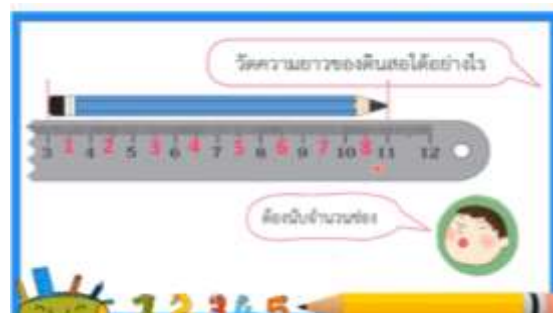 วัดความยาวของดินสอได้อย่างไร
3 1 4 2 5 3 6 4 7 5 8 6 9 7 10 8 11 12
ต้องนับจำนวนช่อง
1 2 3 4 5